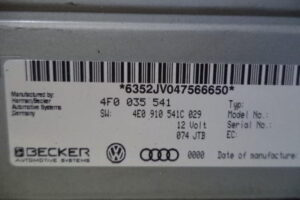 *6352JV047566650*
Manufactured by:
Harman/Becker
Automotive Systems
Germany
4F0 035 541 Typ:
SW: 4E0 910 541C 029 Model No.:
12 Volt Serial No.:
074 JTB EC:
BECKER
AUTOMOTIVE SYSTEMS
0000 Date of manufacture: